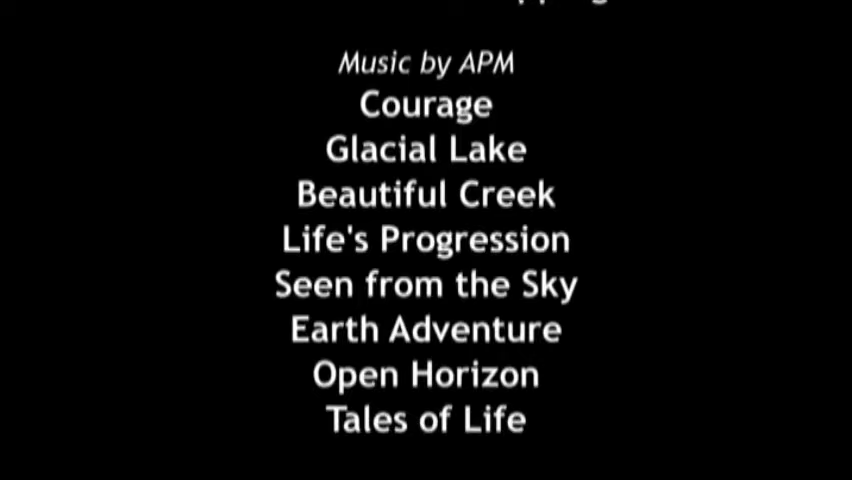 Music by APM
Courage
Glacial Lake
Beautiful Creek
Life's Progression
Seen from the Sky
Earth Adventure
Open Horizon
Tales of Life